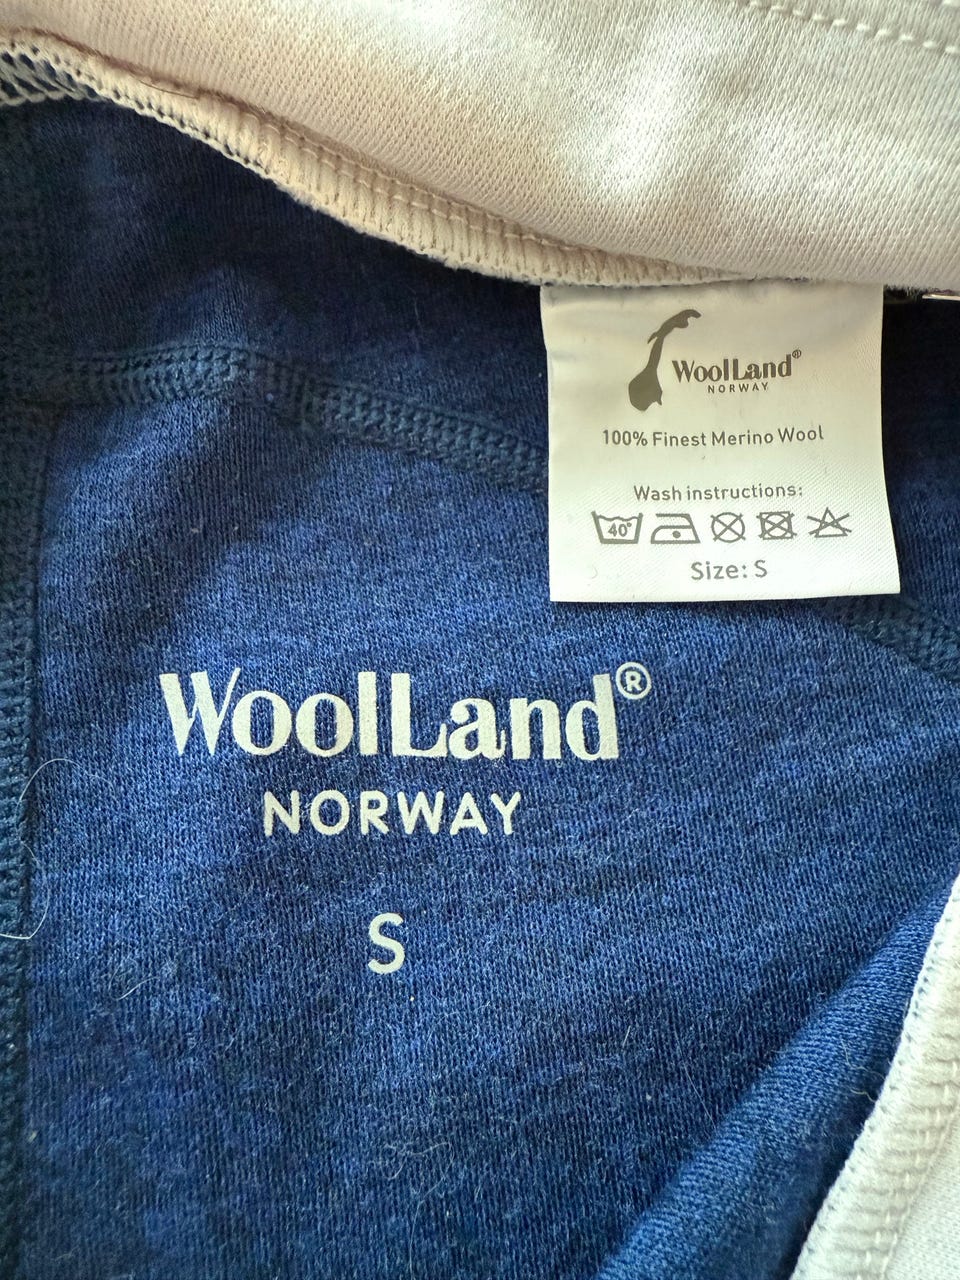 WoolLand®
NORWAY
100% Finest Merino Wool
Wash instructions:
40°
Size: S
WoolLand®
NORWAY
S